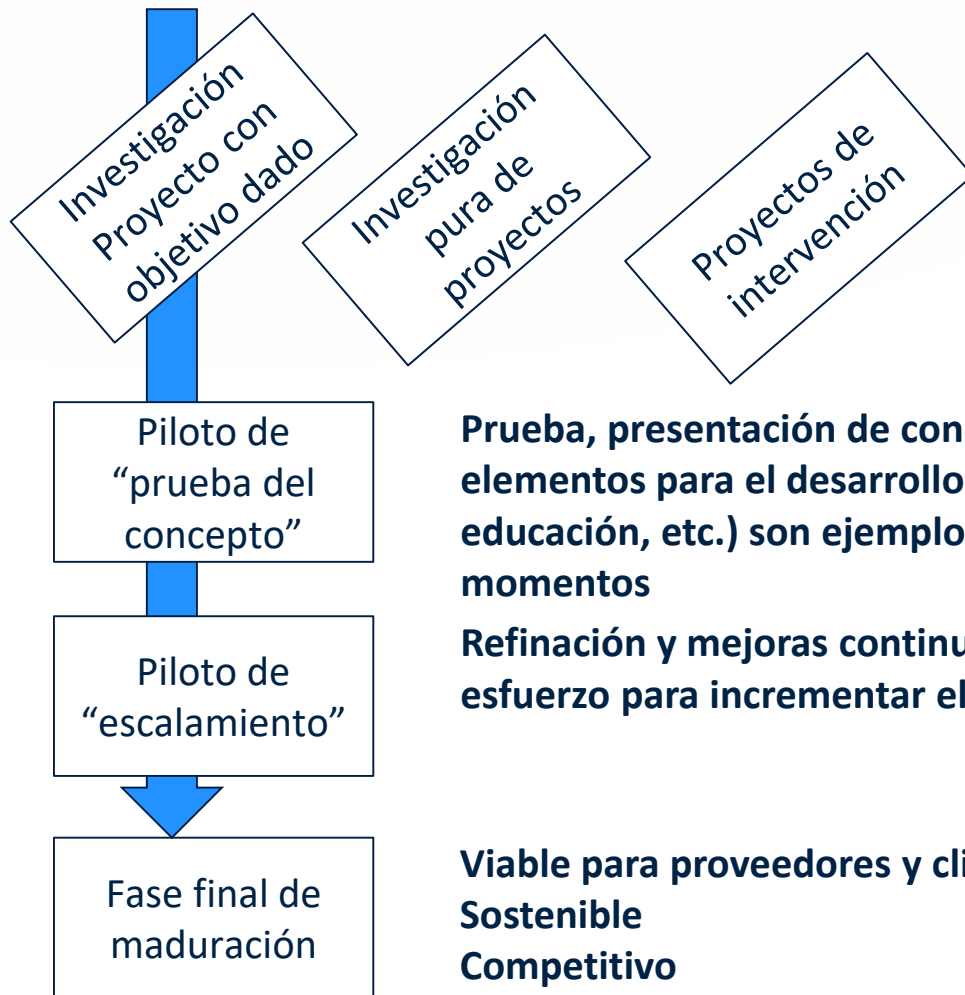 Investigación
Proyecto con
objetivo dado
Investigación
pura de
proyectos
Proyectos de
intervención
Piloto de
“prueba del
concepto”
Prueba, presentación de con
elementos para el desarrollo
educación, etc.) son ejemplo
momentos
Piloto de
“escalamiento”
Refinación y mejoras continu
esfuerzo para incrementar el
Fase final de
maduración
Viable para proveedores y cli
Sostenible
Competitivo